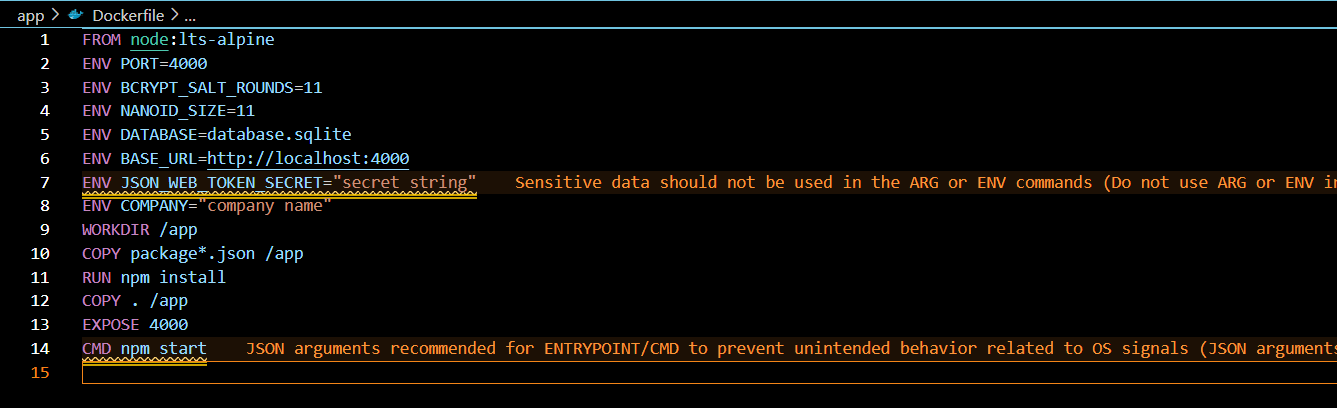 app > Dockerfile > ...
1 FROM node:lts-alpine
2 ENV PORT=4000
3 ENV BCRYPT_SALT_ROUNDS=11
4 ENV NANOID_SIZE=11
5 ENV DATABASE=database.sqlite
6 ENV BASE_URL=http://localhost:4000
7 ENV JSON_WEB_TOKEN_SECRET="secret string" Sensitive data should not be used in the ARG or ENV commands (Do not use ARG or ENV in
8 ENV COMPANY="company name"
9 WORKDIR /app
10 COPY package*.json /app
11 RUN npm install
12 COPY . /app
13 EXPOSE 4000
14 CMD npm start JSON arguments recommended for ENTRYPOINT/CMD to prevent unintended behavior related to OS signals (JSON arguments
15